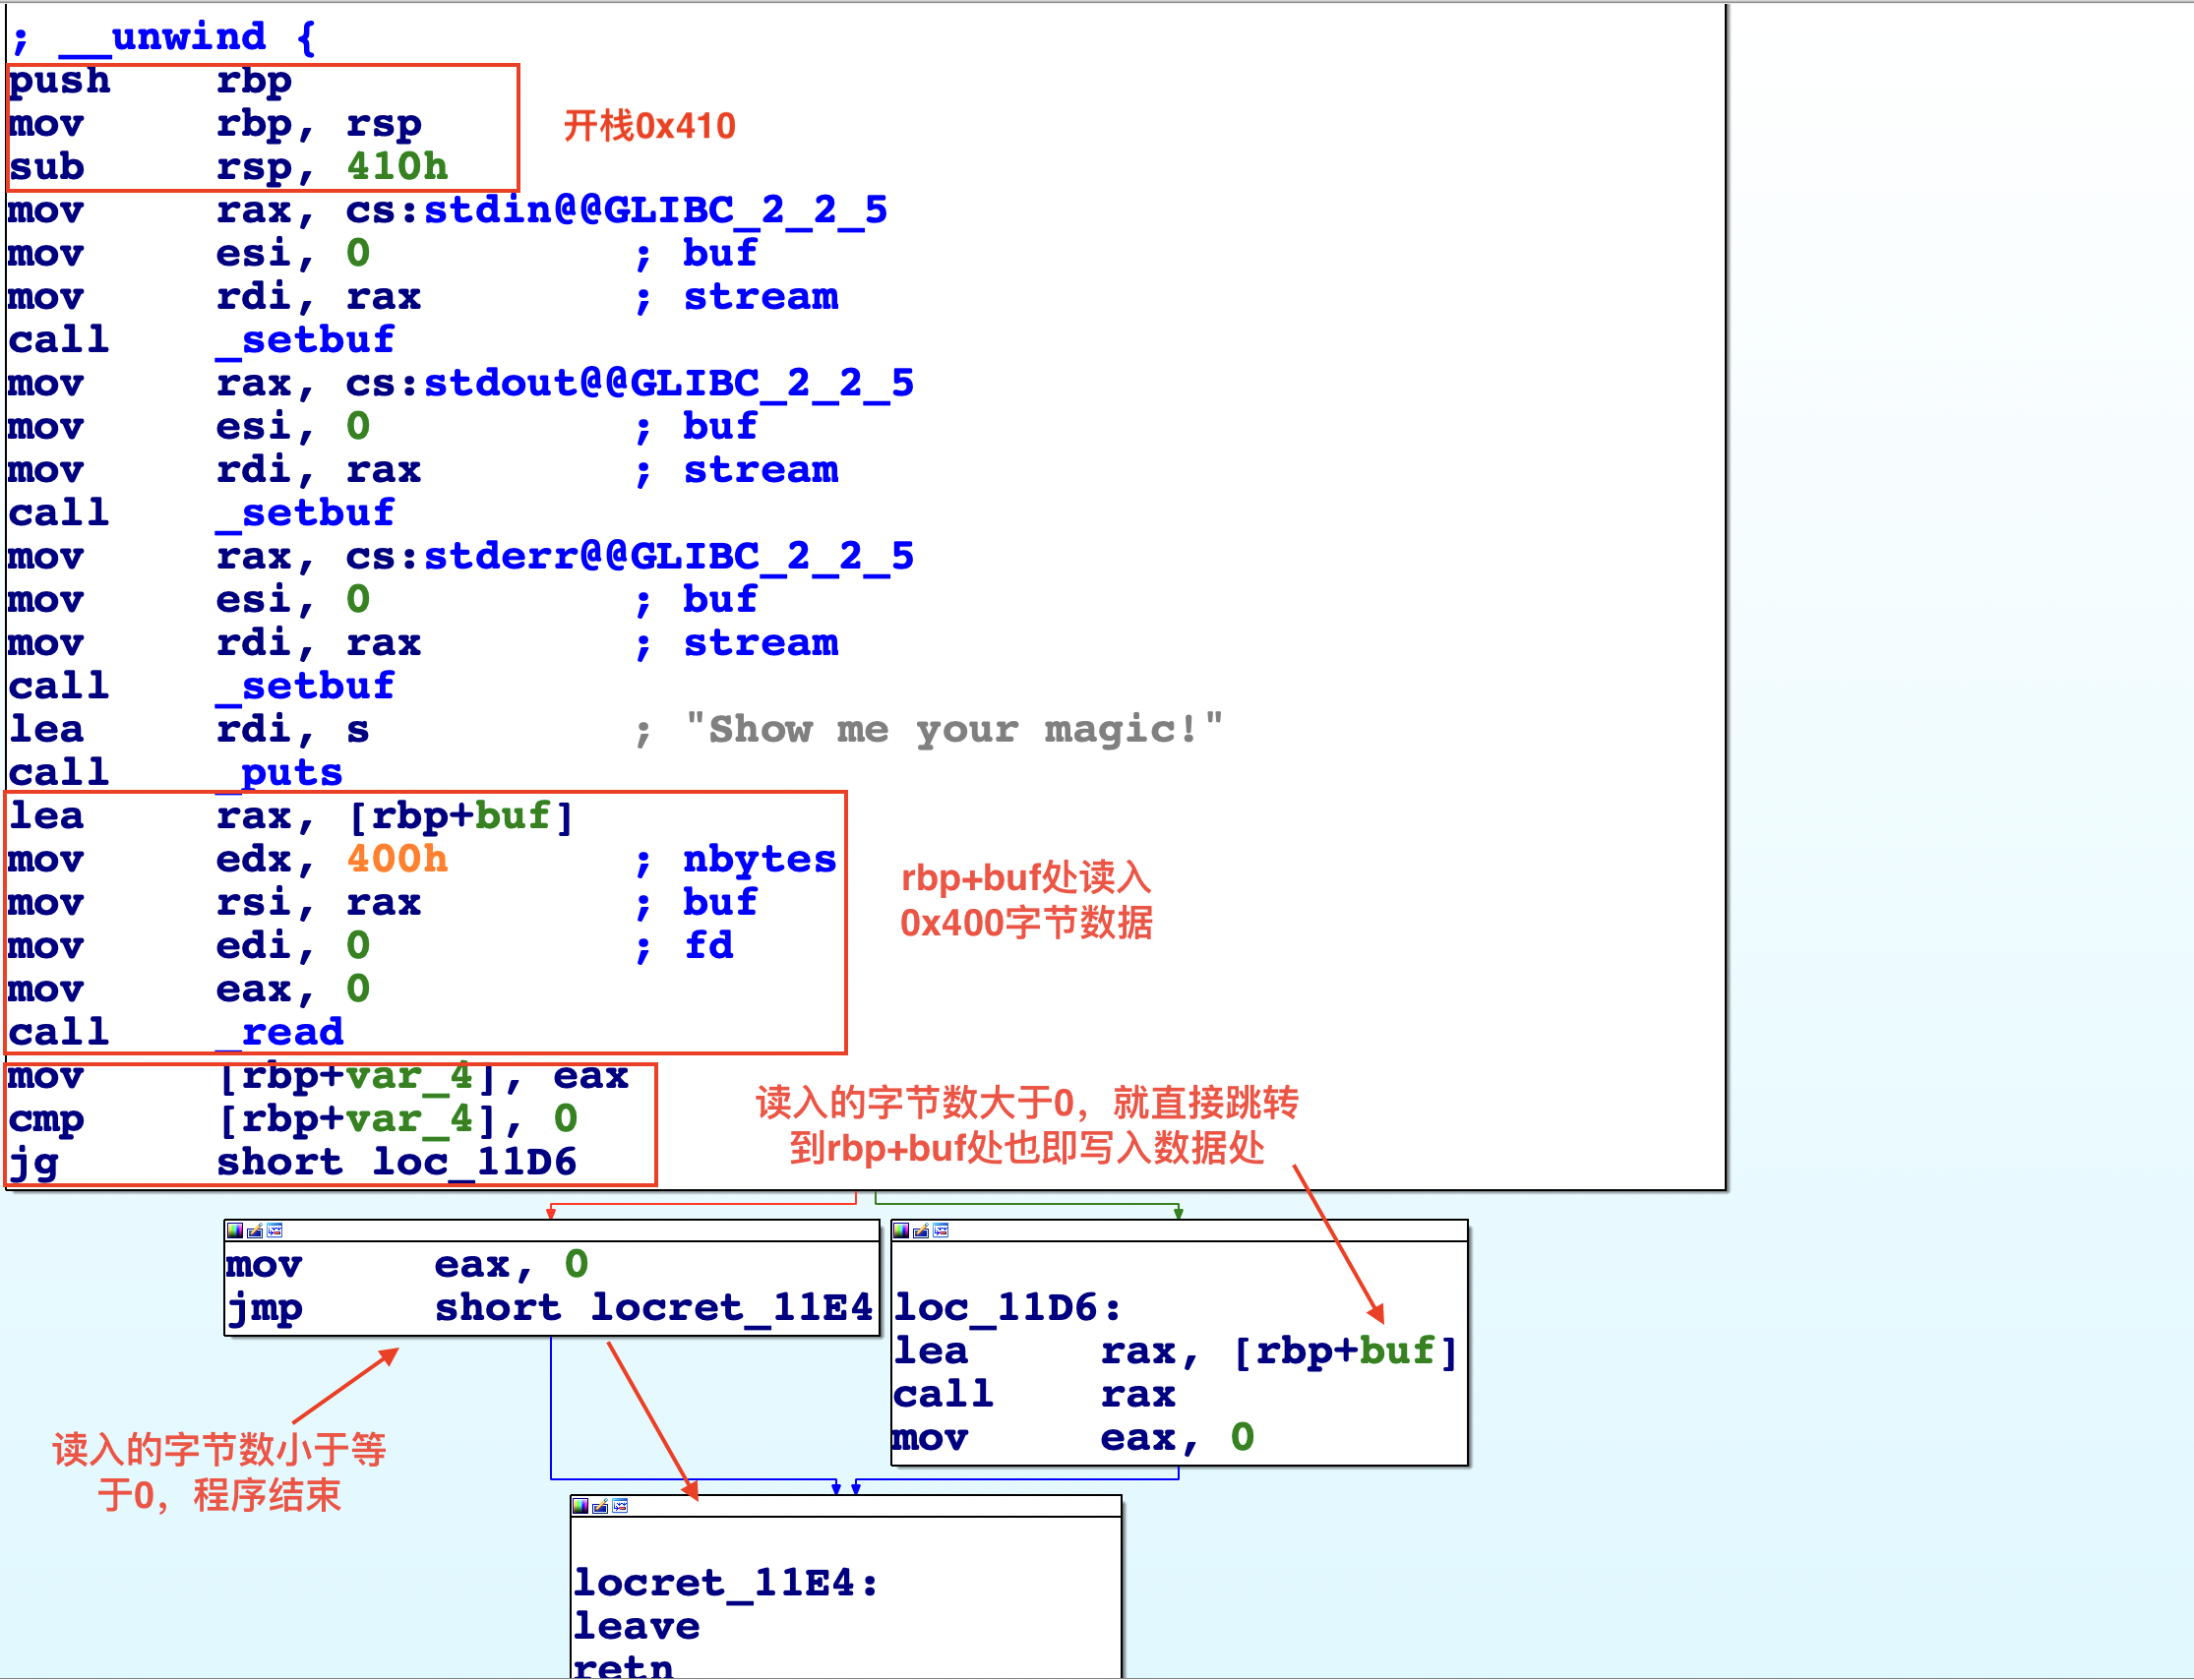 ; __unwind {
push rbp
mov rbp, rsp
sub rsp, 410h
开栈0x410
mov rax, cs:stdin@@GLIBC_2_2_5
mov esi, 0 ; buf
mov rdi, rax ; stream
call _setbuf
mov rax, cs:stdout@@GLIBC_2_2_5
mov esi, 0 ; buf
mov rdi, rax ; stream
call _setbuf
mov rax, cs:stderr@@GLIBC_2_2_5
mov esi, 0 ; buf
mov rdi, rax ; stream
call _setbuf
lea rdi, s ; "Show me your magic!"
call _puts
lea rax, [rbp+buf]
mov edx, 400h ; nbytes
mov rsi, rax ; buf
mov edi, 0 ; fd
mov eax, 0
call _read
rbp+buf处读入
0x400字节数据
mov [rbp+var_4], eax
cmp [rbp+var_4], 0
jg short loc_11D6
读入的字节数大于0，就直接跳转
到rbp+buf处也即写入数据处
mov eax, 0
jmp short locret_11E4
读入的字节数小于等
于0，程序结束
loc_11D6:
lea rax, [rbp+buf]
call rax
mov eax, 0
locret_11E4:
leave
retn